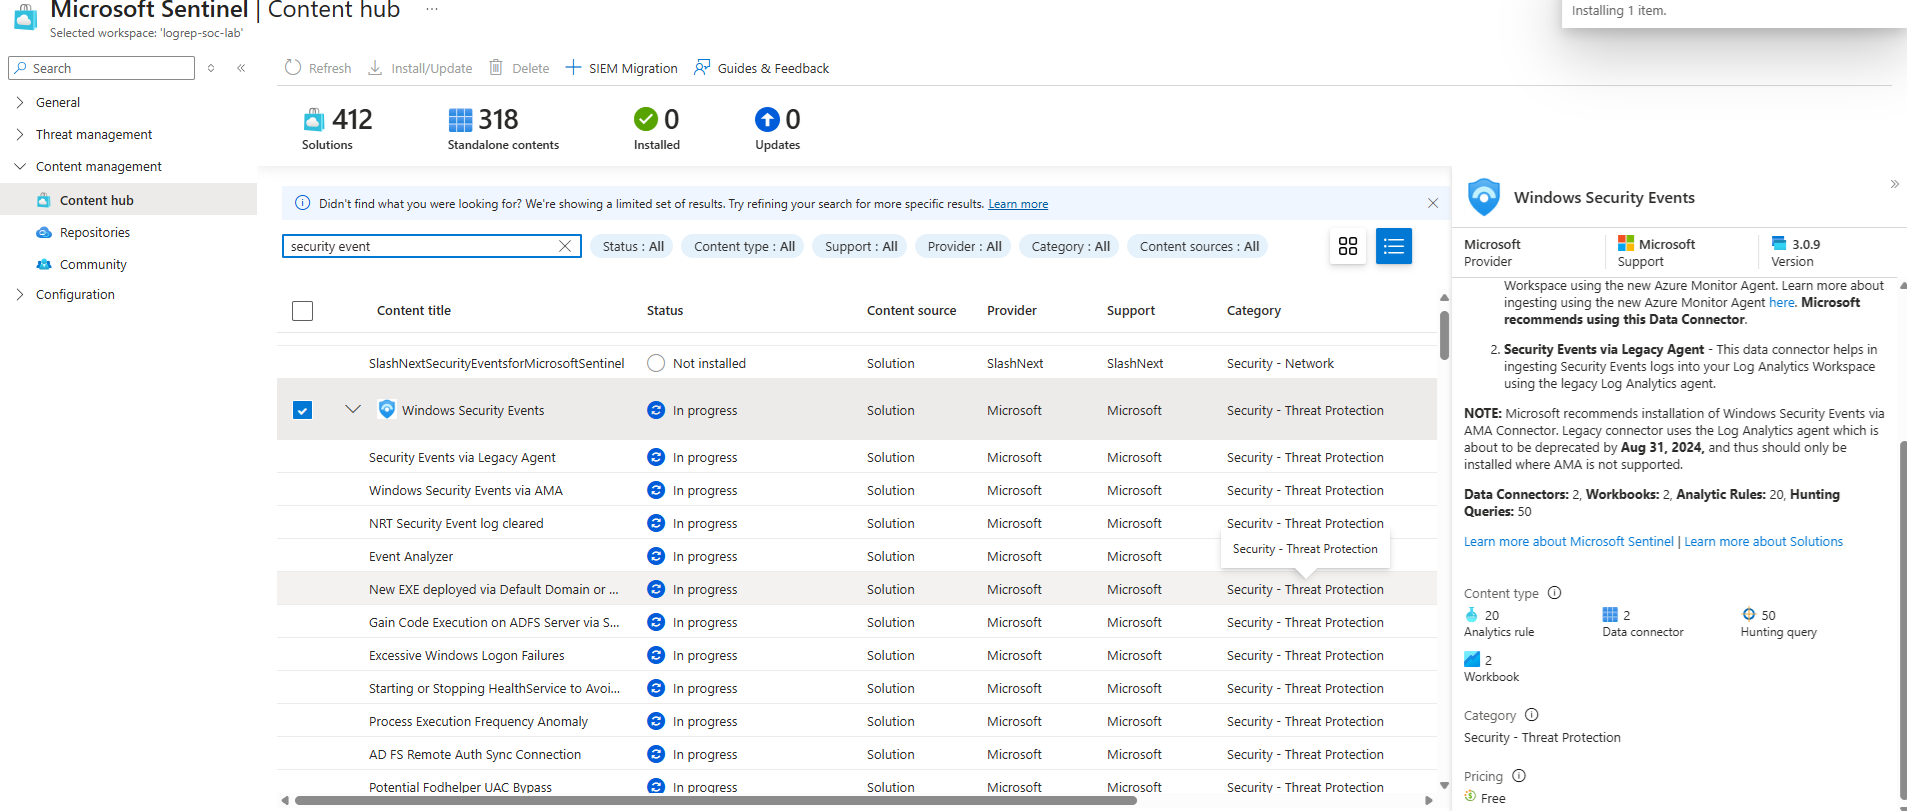 Microsoft Sentinel | Content hub ...
Selected workspace: 'logrep-soc-lab'
Installing 1 item.
Search
General
Threat management
Content management
Content hub
Repositories
Community
Configuration
Refresh Install/Update Delete SIEM Migration Guides & Feedback
412 318 0 0
Solutions Standalone contents Installed Updates
Didn't find what you were looking for? We're showing a limited set of results. Try refining your search for more specific results. Learn more
security event Status : All Content type : All Support : All Provider : All Category : All Content sources : All
Content title Status Content source Provider Support Category
SlashNextSecurityEventsforMicrosoftSentinel Not installed Solution SlashNext SlashNext Security - Network
Windows Security Events In progress Solution Microsoft Microsoft Security - Threat Protection
Security Events via Legacy Agent In progress Solution Microsoft Microsoft Security - Threat Protection
Windows Security Events via AMA In progress Solution Microsoft Microsoft Security - Threat Protection
NRT Security Event log cleared In progress Solution Microsoft Microsoft Security - Threat Protection
Event Analyzer In progress Solution Microsoft Microsoft Security - Threat Protection
New EXE deployed via Default Domain or ... In progress Solution Microsoft Microsoft Security - Threat Protection
Gain Code Execution on ADFS Server via S... In progress Solution Microsoft Microsoft Security - Threat Protection
Excessive Windows Logon Failures In progress Solution Microsoft Microsoft Security - Threat Protection
Starting or Stopping HealthService to Avoi... In progress Solution Microsoft Microsoft Security - Threat Protection
Process Execution Frequency Anomaly In progress Solution Microsoft Microsoft Security - Threat Protection
AD FS Remote Auth Sync Connection In progress Solution Microsoft Microsoft Security - Threat Protection
Potential Fodhelper UAC Bypass In progress Solution Microsoft Microsoft Security - Threat Protection
Windows Security Events
Microsoft Microsoft 3.0.9
Provider Support Version
Workspace using the new Azure Monitor Agent. Learn more about
ingesting using the new Azure Monitor Agent here. Microsoft
recommends using this Data Connector.
2. Security Events via Legacy Agent - This data connector helps in
ingesting Security Events logs into your Log Analytics Workspace
using the legacy Log Analytics agent.
NOTE: Microsoft recommends installation of Windows Security Events via
AMA Connector. Legacy connector uses the Log Analytics agent which is
about to be deprecated by Aug 31, 2024, and thus should only be
installed where AMA is not supported.
Data Connectors: 2, Workbooks: 2, Analytic Rules: 20, Hunting
Queries: 50
Learn more about Microsoft Sentinel | Learn more about Solutions
Content type
20 2 50
Analytics rule Data connector Hunting query
2
Workbook
Category
Security - Threat Protection
Pricing
Free